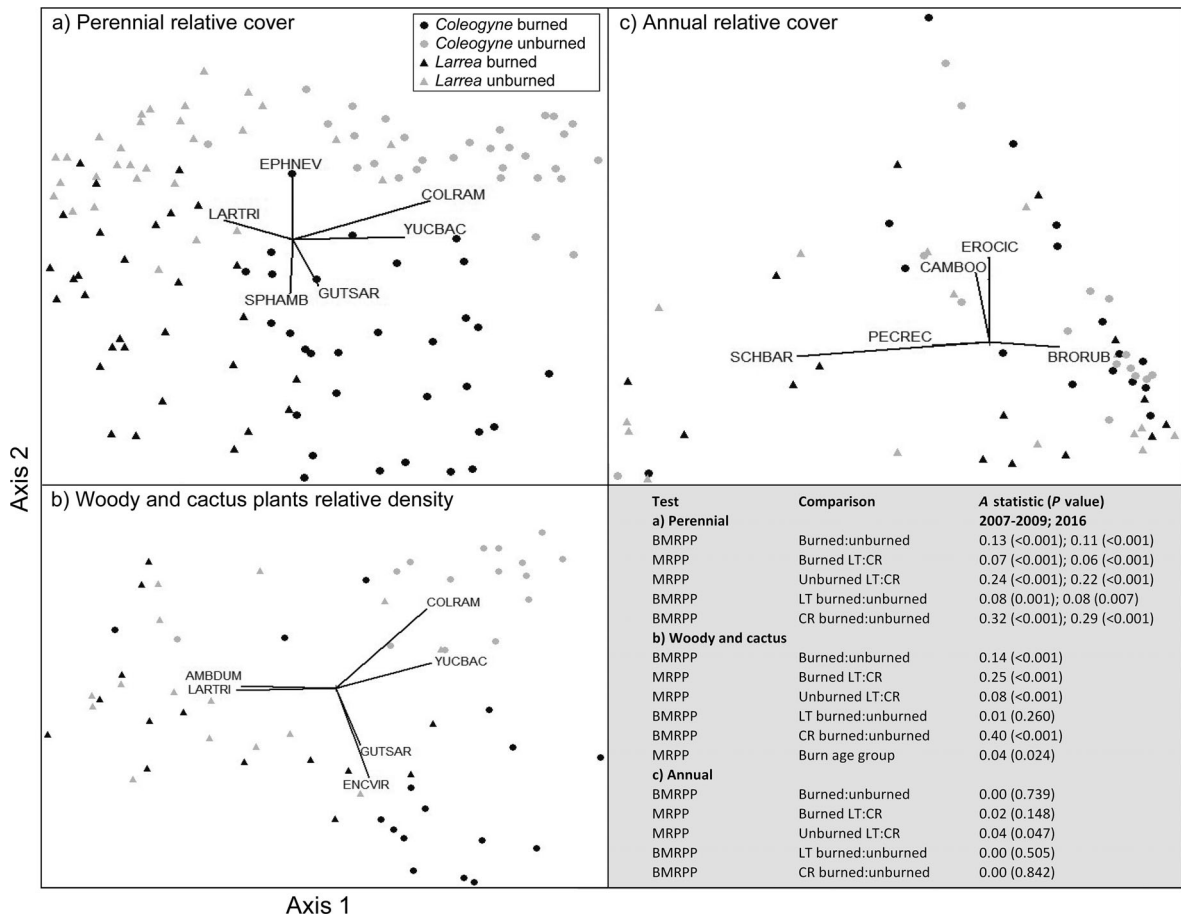 a) Perennial relative cover
Coleogyne burned
Coleogyne unburned
Larrea burned
Larrea unburned
EPHNEV
COLRAM
LARTRI
YUCBAC
GUTSAR
SPHAMB
c) Annual relative cover
EROCIC
CAMBOO
PECREC
SCHBAR
BRORUB
Axis 2
b) Woody and cactus plants relative density
COLRAM
YUCBAC
AMBDUM
LARTRI
GUTSAR
ENCVIR
Axis 1
Test Comparison A statistic (P value)
a) Perennial 2007-2009; 2016
BMRPP Burned:unburned 0.13 (<0.001); 0.11 (<0.001)
MRPP Burned LT:CR 0.07 (<0.001); 0.06 (<0.001)
MRPP Unburned LT:CR 0.24 (<0.001); 0.22 (<0.001)
BMRPP LT burned:unburned 0.08 (0.001); 0.08 (0.007)
BMRPP CR burned:unburned 0.32 (<0.001); 0.29 (<0.001)
b) Woody and cactus
BMRPP Burned:unburned 0.14 (<0.001)
MRPP Burned LT:CR 0.25 (<0.001)
MRPP Unburned LT:CR 0.08 (<0.001)
BMRPP LT burned:unburned 0.01 (0.260)
BMRPP CR burned:unburned 0.40 (<0.001)
MRPP Burn age group 0.04 (0.024)
c) Annual
BMRPP Burned:unburned 0.00 (0.739)
MRPP Burned LT:CR 0.02 (0.148)
MRPP Unburned LT:CR 0.04 (0.047)
BMRPP LT burned:unburned 0.00 (0.505)
BMRPP CR burned:unburned 0.00 (0.842)